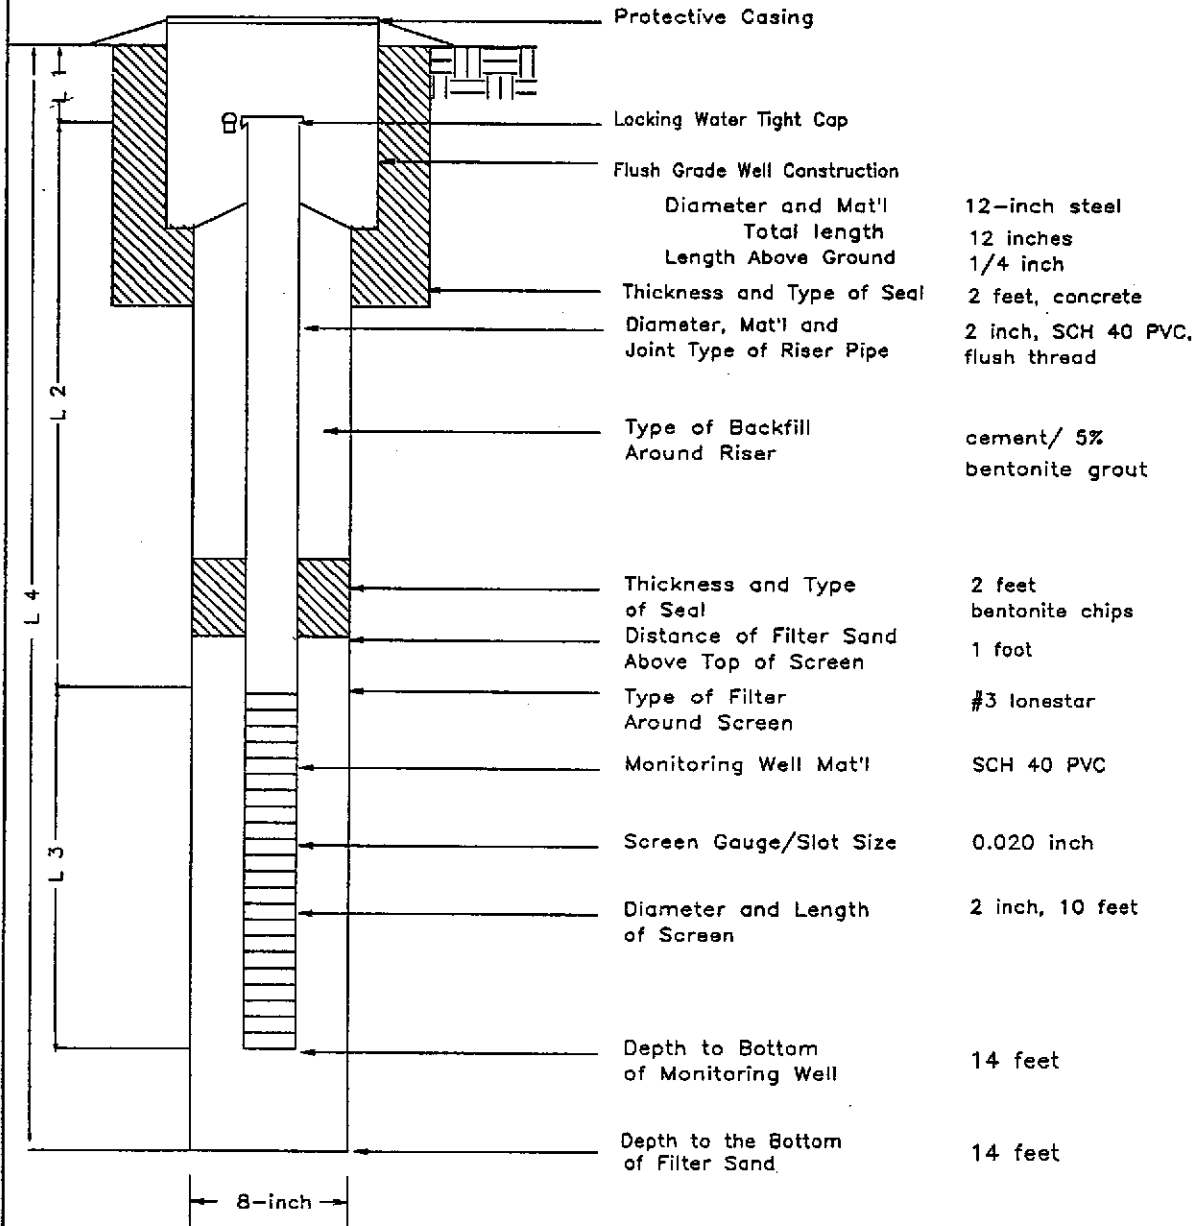 Protective Casing
L 1
Locking Water Tight Cap
Flush Grade Well Construction
Diameter and Mat'l 12-inch steel
Total length 12 inches
Length Above Ground 1/4 inch
Thickness and Type of Seal 2 feet, concrete
Diameter, Mat'l and 2 inch, SCH 40 PVC,
Joint Type of Riser Pipe flush thread
L 2
Type of Backfill cement/ 5%
Around Riser bentonite grout
L 4
Thickness and Type 2 feet
of Seal bentonite chips
Distance of Filter Sand 1 foot
Above Top of Screen
Type of Filter #3 lonestar
Around Screen
Monitoring Well Mat'l SCH 40 PVC
L 3
Screen Gauge/Slot Size 0.020 inch
Diameter and Length 2 inch, 10 feet
of Screen
Depth to Bottom 14 feet
of Monitoring Well
Depth to the Bottom 14 feet
of Filter Sand
8-inch